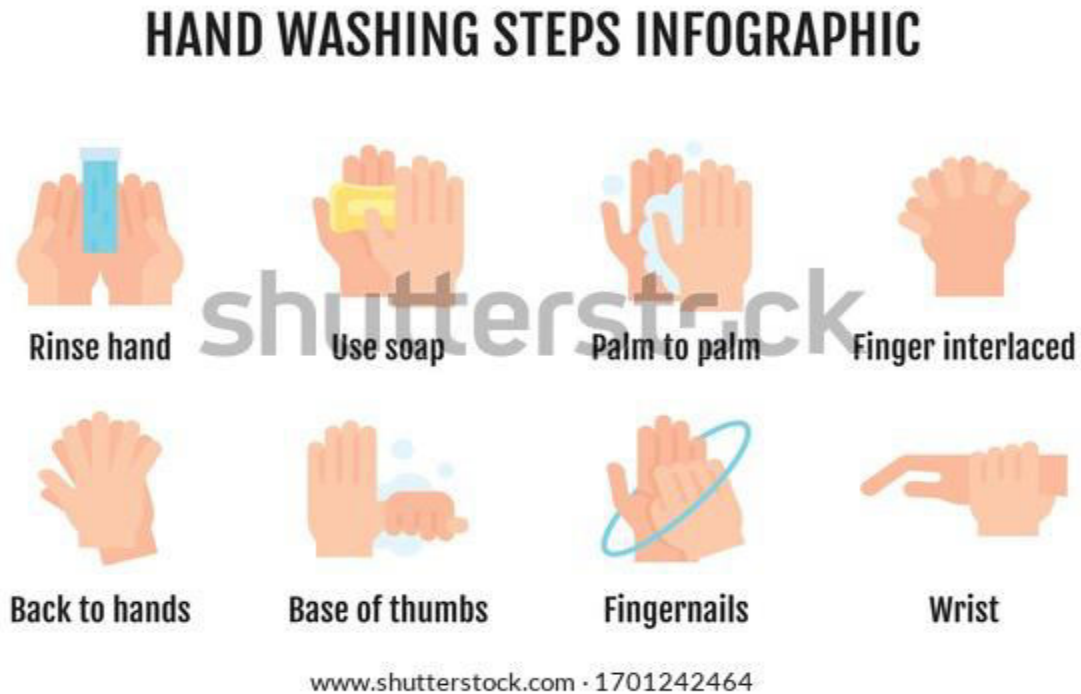 HAND WASHING STEPS INFOGRAPHIC
shutterstock
Rinse hand
Use soap
Palm to palm
Finger interlaced
Back to hands
Base of thumbs
Fingernails
Wrist
www.shutterstock.com · 1701242464